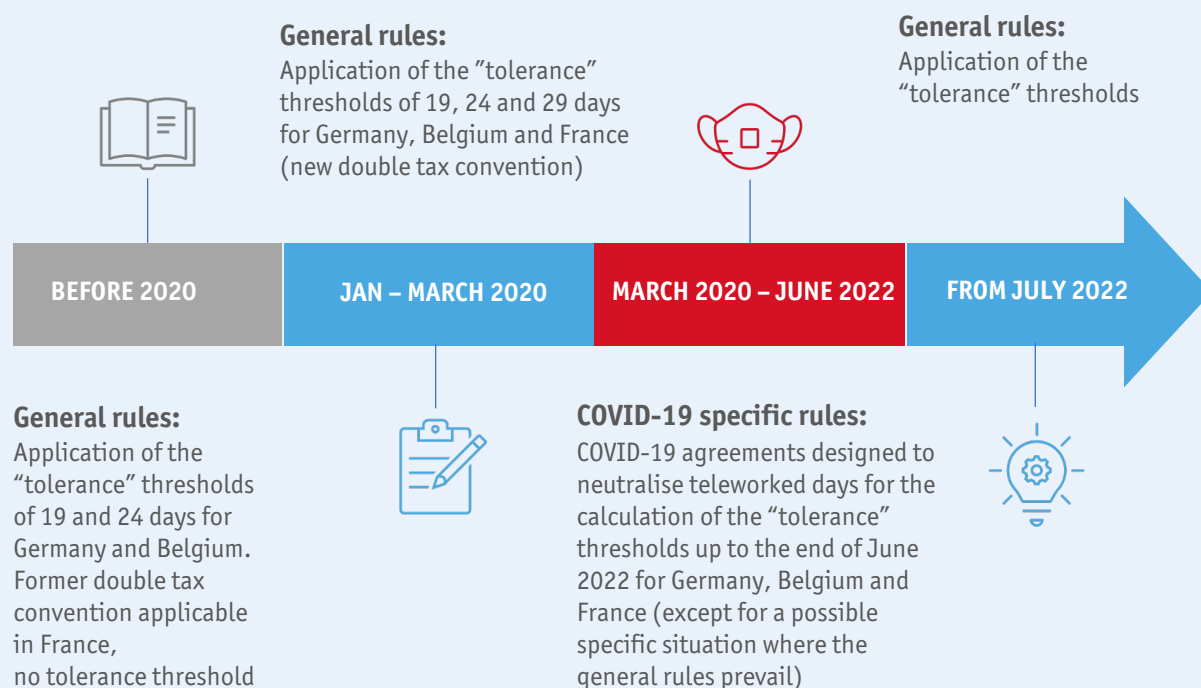 General rules:
Application of the ”tolerance”
thresholds of 19, 24 and 29 days
for Germany, Belgium and France
(new double tax convention)
General rules:
Application of the
“tolerance” thresholds
BEFORE 2020
JAN – MARCH 2020
MARCH 2020 – JUNE 2022
FROM JULY 2022
General rules:
Application of the
“tolerance” thresholds
of 19 and 24 days for
Germany and Belgium.
Former double tax
convention applicable
in France,
no tolerance threshold
COVID-19 specific rules:
COVID-19 agreements designed to
neutralise teleworked days for the
calculation of the “tolerance”
thresholds up to the end of June
2022 for Germany, Belgium and
France (except for a possible
specific situation where the
general rules prevail)